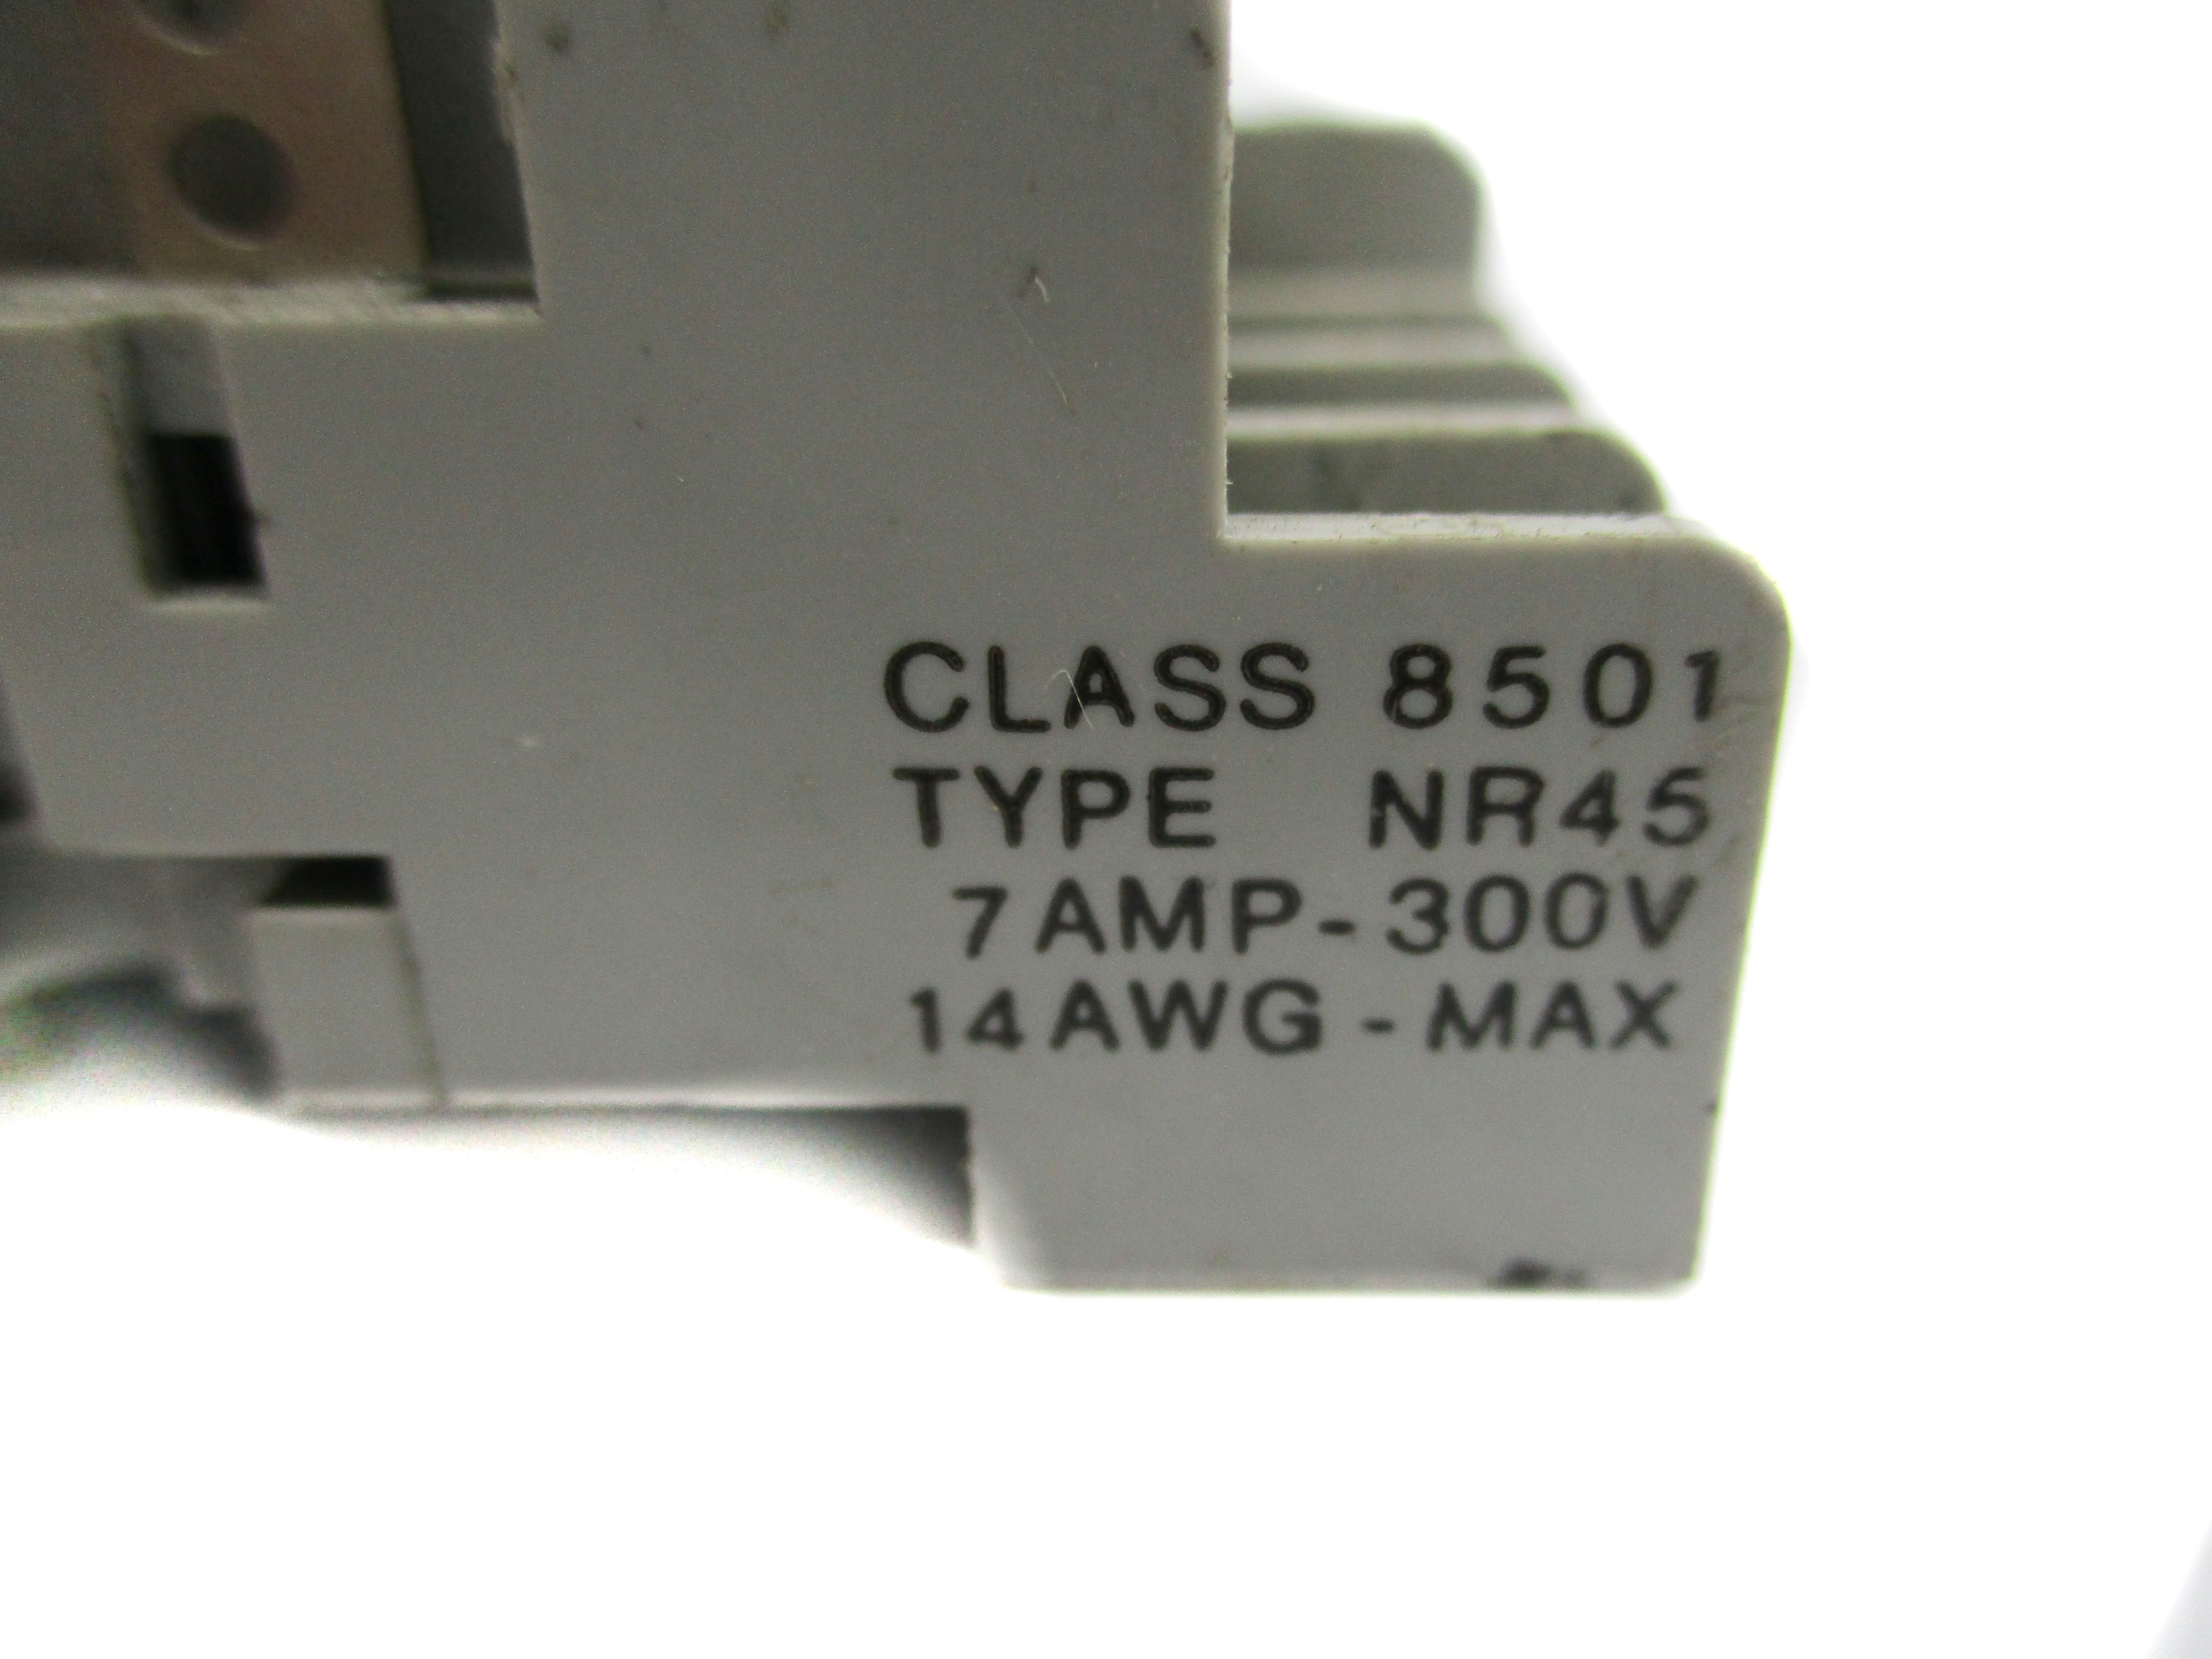 CLASS 8501
TYPE NR45
7AMP-300V
14AWG-MAX